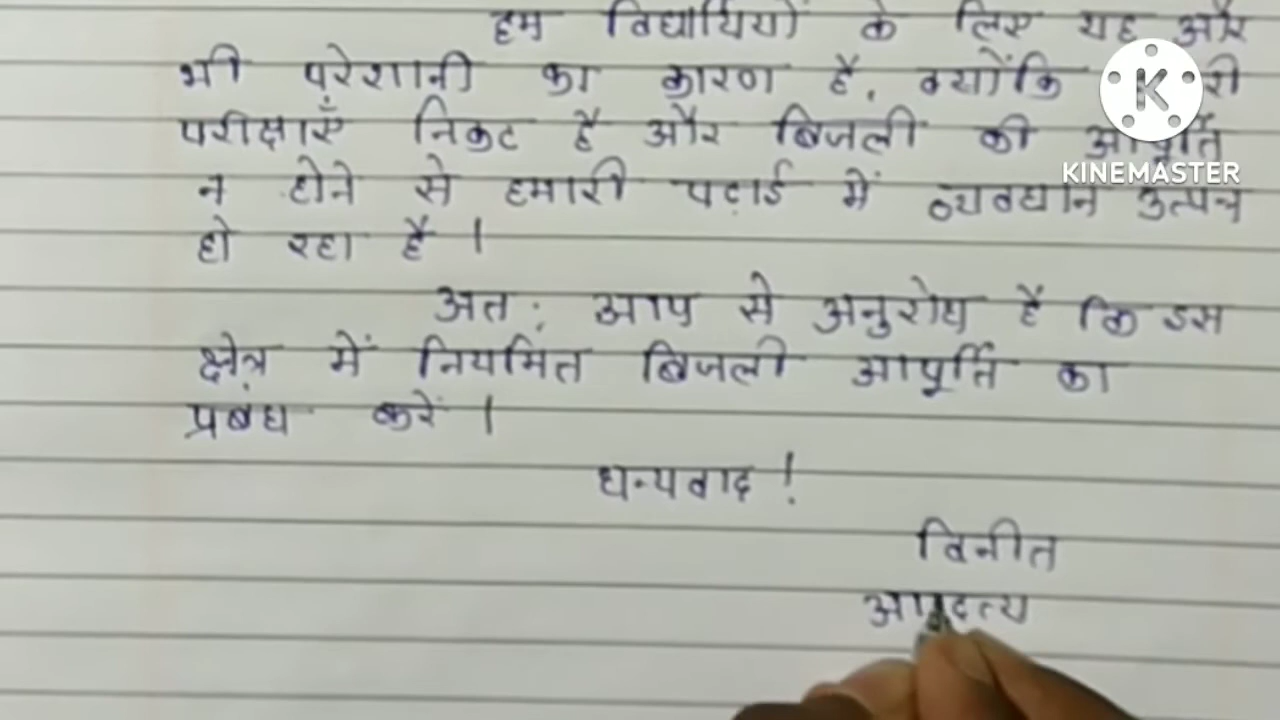 हम विद्यार्थियों के लिए यह और
भी परेशानी का कारण है, क्योंकि
परीक्षाएँ निकट है और बिजली की आपूर्ति
न होने से हमारी पढ़ाई में व्यवधान उत्पन्न
हो रहा है।
अत: आप से अनुरोध है कि इस
क्षेत्र में नियमित बिजली आपूर्ति का
प्रबंध करें।
धन्यवाद!
विनीत
आदित्य
K
KINEMASTER